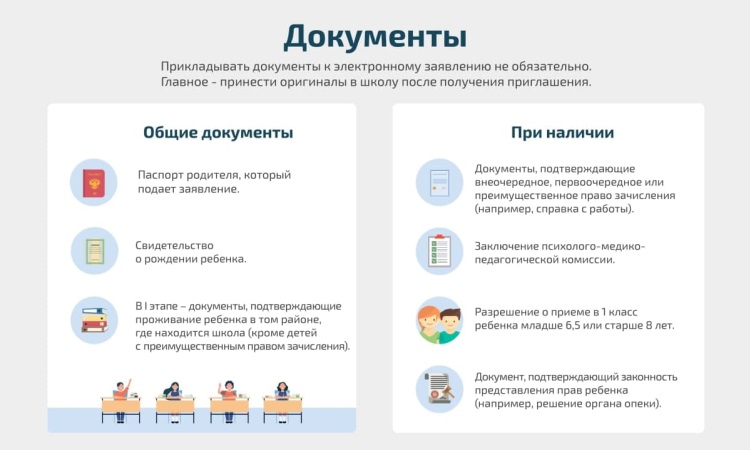 Документы
Прикладывать документы к электронному заявлению не обязательно.
Главное - принести оригиналы в школу после получения приглашения.
Общие документы
Паспорт родителя, который
подает заявление.
Свидетельство
о рождении ребенка.
В I этапе – документы, подтверждающие
проживание ребенка в том районе,
где находится школа (кроме детей
с преимущественным правом зачисления).
При наличии
Документы, подтверждающие
внеочередное, первоочередное или
преимущественное право зачисления
(например, справка с работы).
Заключение психолого-медико-
педагогической комиссии.
Разрешение о приеме в 1 класс
ребенка младше 6,5 или старше 8 лет.
Документ, подтверждающий законность
представления прав ребенка
(например, решение органа опеки).